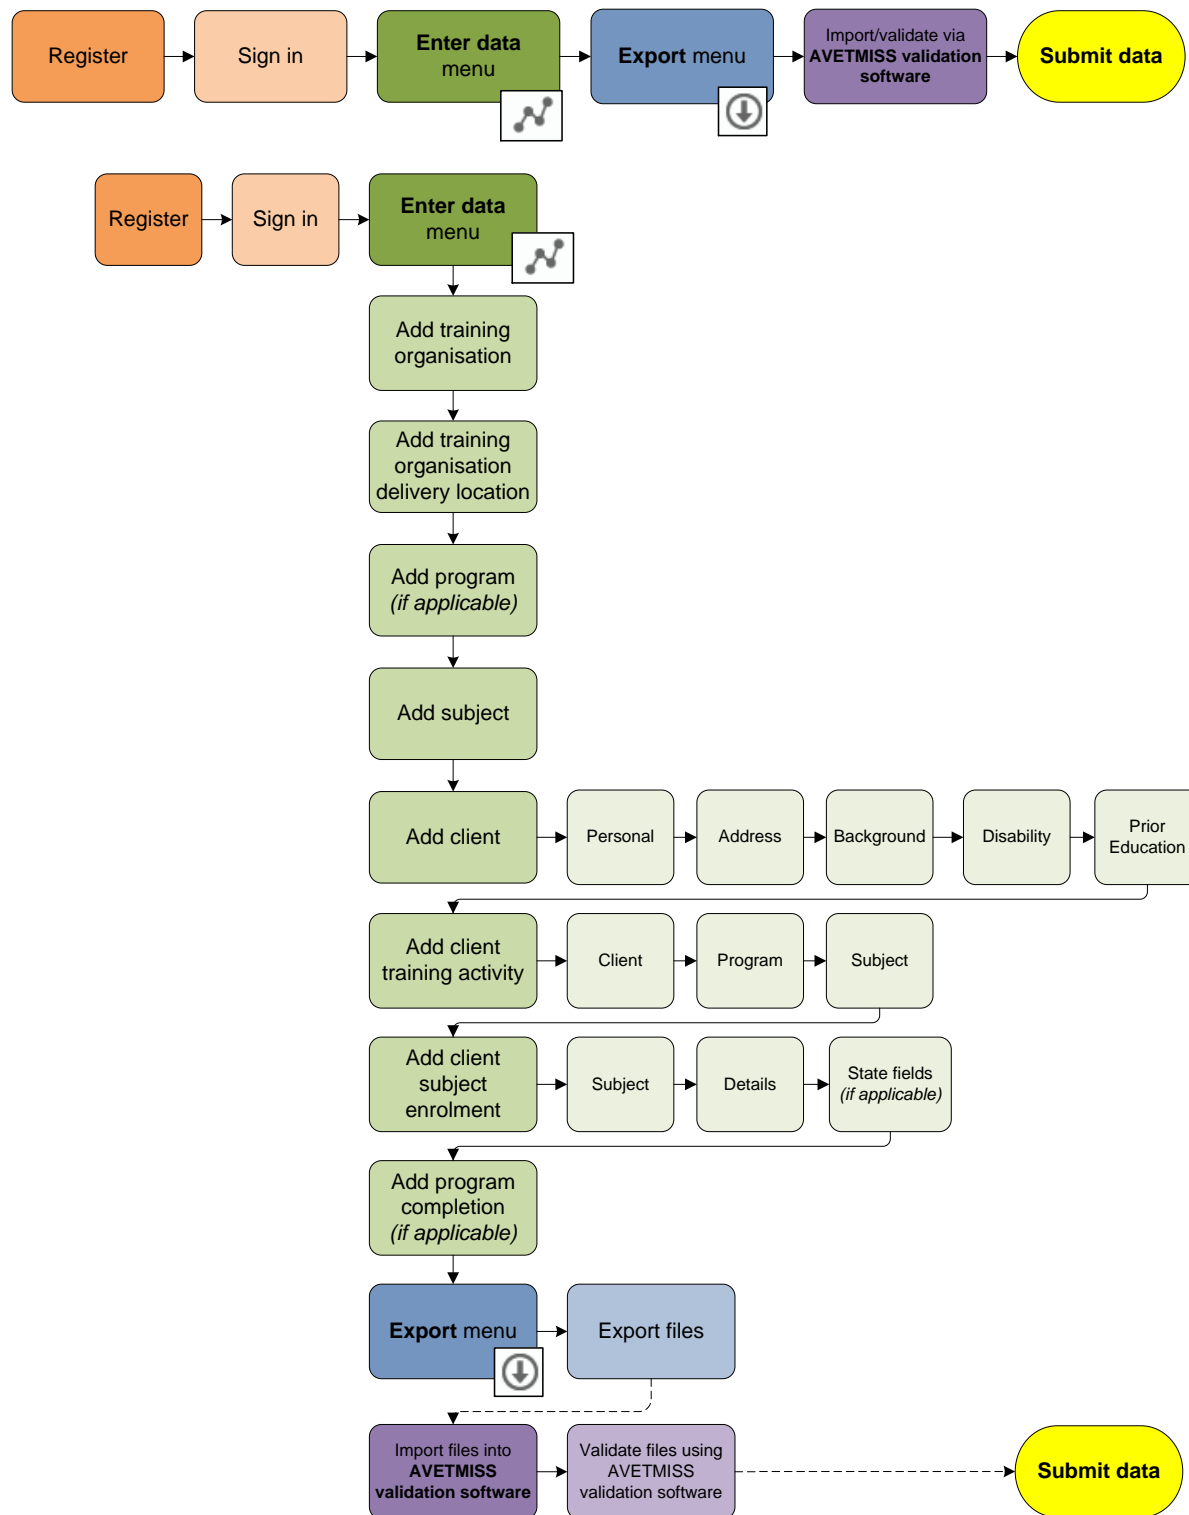 Register
Sign in
Enter data
menu
Export menu
Import/validate via
AVETMISS validation
software
Submit data
Register
Sign in
Enter data
menu
Add training
organisation
Add training
organisation
delivery location
Add program
(if applicable)
Add subject
Add client
Personal
Address
Background
Disability
Prior
Education
Add client
training activity
Client
Program
Subject
Add client
subject
enrolment
Subject
Details
State fields
(if applicable)
Add program
completion
(if applicable)
Export menu
Export files
Import files into
AVETMISS
validation software
Validate files using
AVETMISS
validation software
Submit data